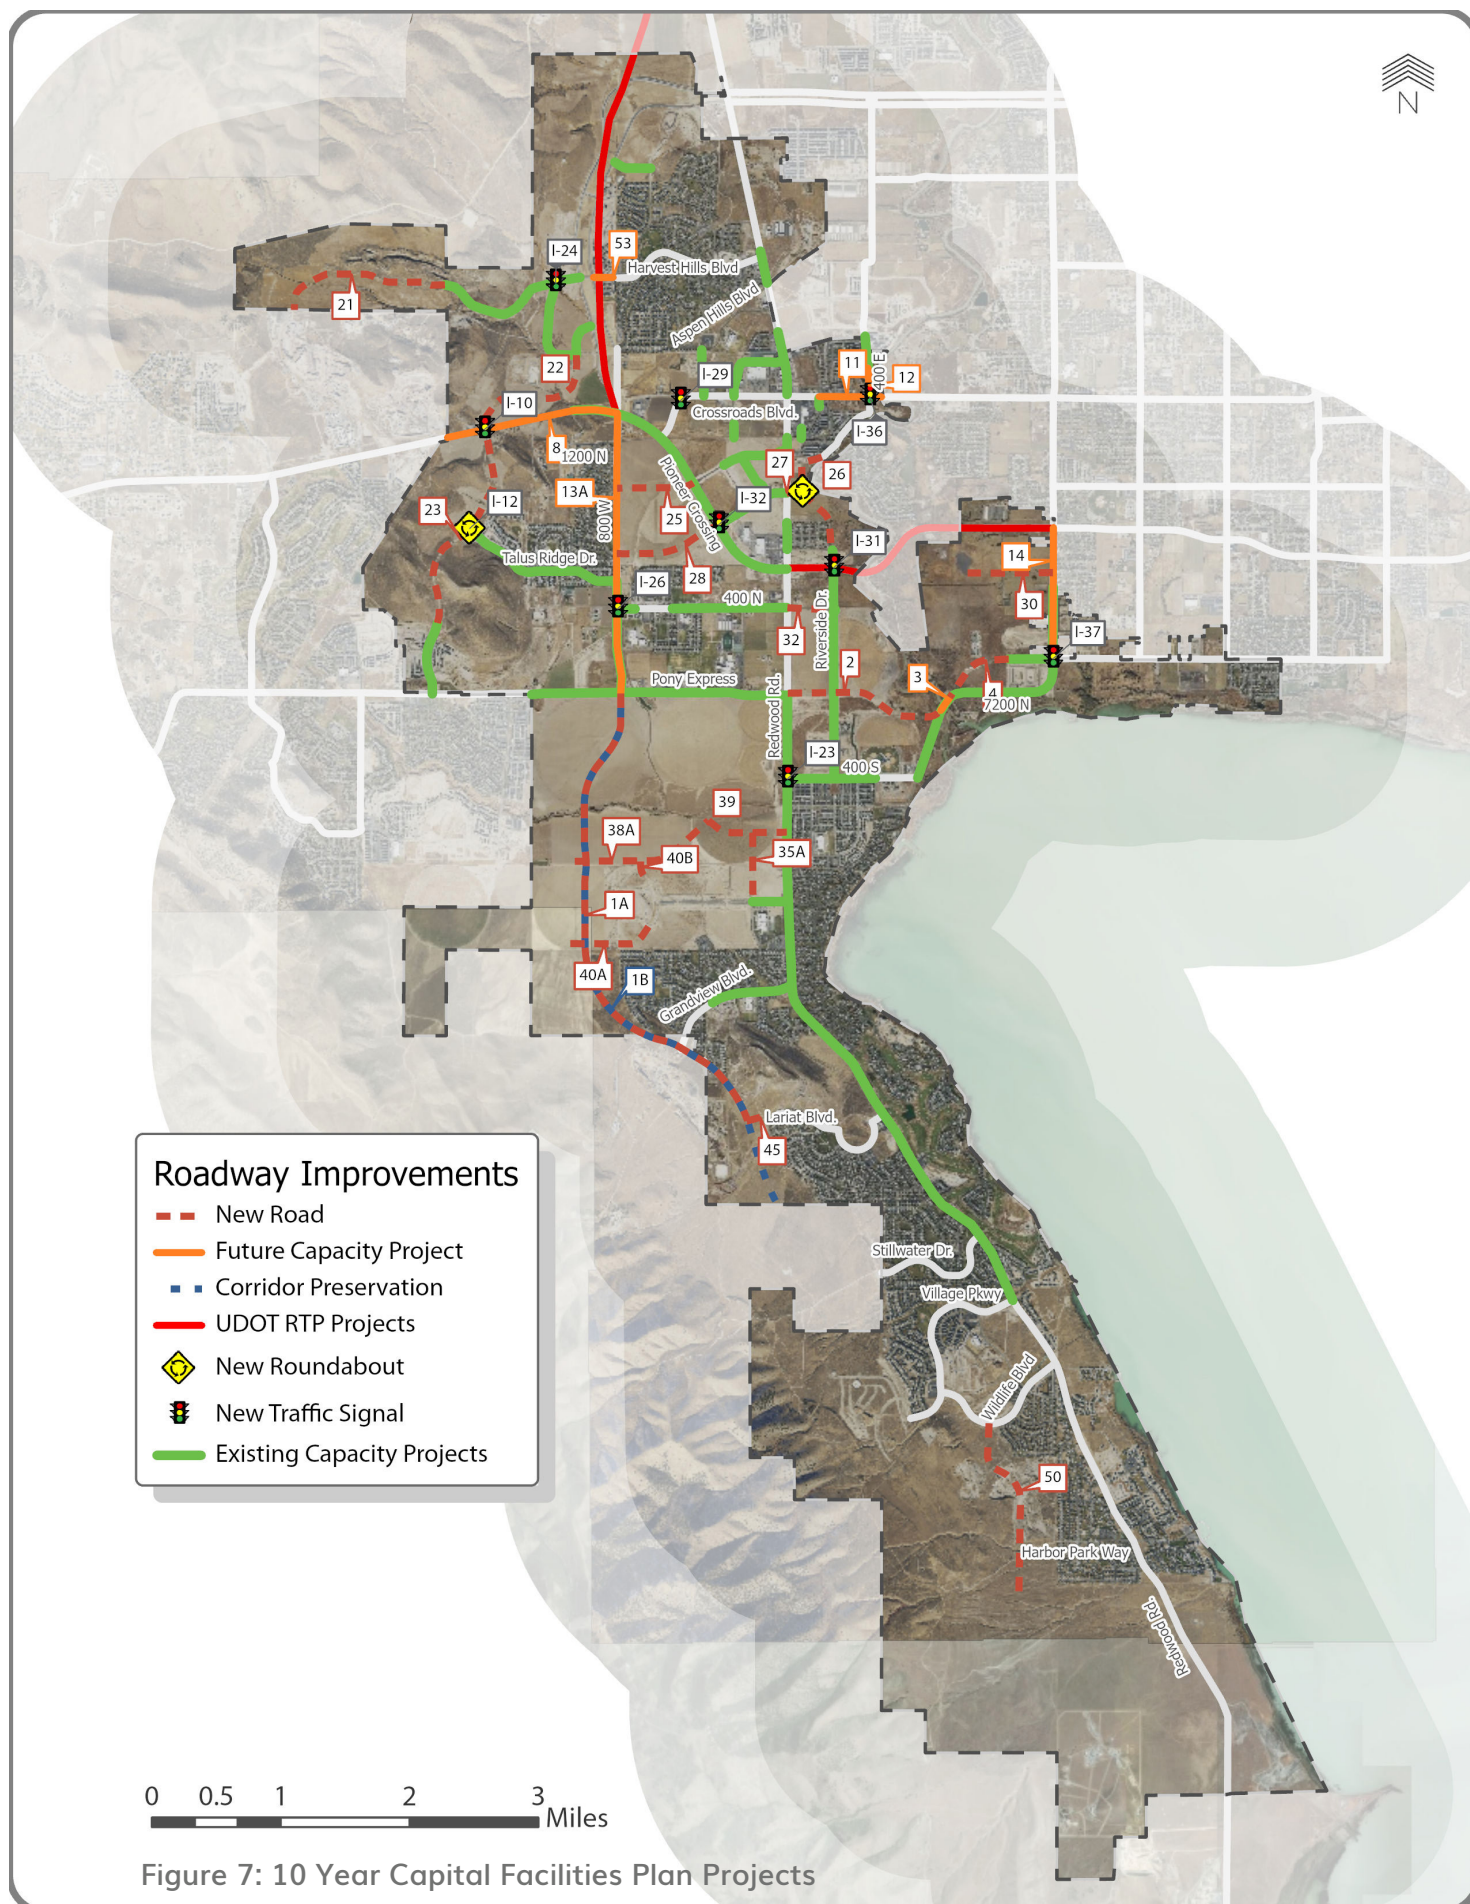 N
53
I-24
Harvest Hills Blvd
21
Aspen Hills Blvd
22
I-29
11
400 E
12
I-10
Crossroads Blvd.
I-36
8
1200 N
Pioneer Crossing
27
26
13A
I-32
23
I-12
800 W
25
I-31
Talus Ridge Dr.
14
28
I-26
400 N
30
32
Riverside Dr.
I-37
2
Pony Express
3
4
7200 N
Redwood Rd.
I-23
400 S
39
38A
40B
35A
1A
40A
1B
Grandview Blvd.
Lariat Blvd.
45
Roadway Improvements
New Road
Future Capacity Project
Corridor Preservation
UDOT RTP Projects
New Roundabout
New Traffic Signal
Existing Capacity Projects
Stillwater Dr.
Village Pkwy
Wildlife Blvd
50
Harbor Park Way
Redwood Rd.
0 0.5 1 2 3
Miles
Figure 7: 10 Year Capital Facilities Plan Projects